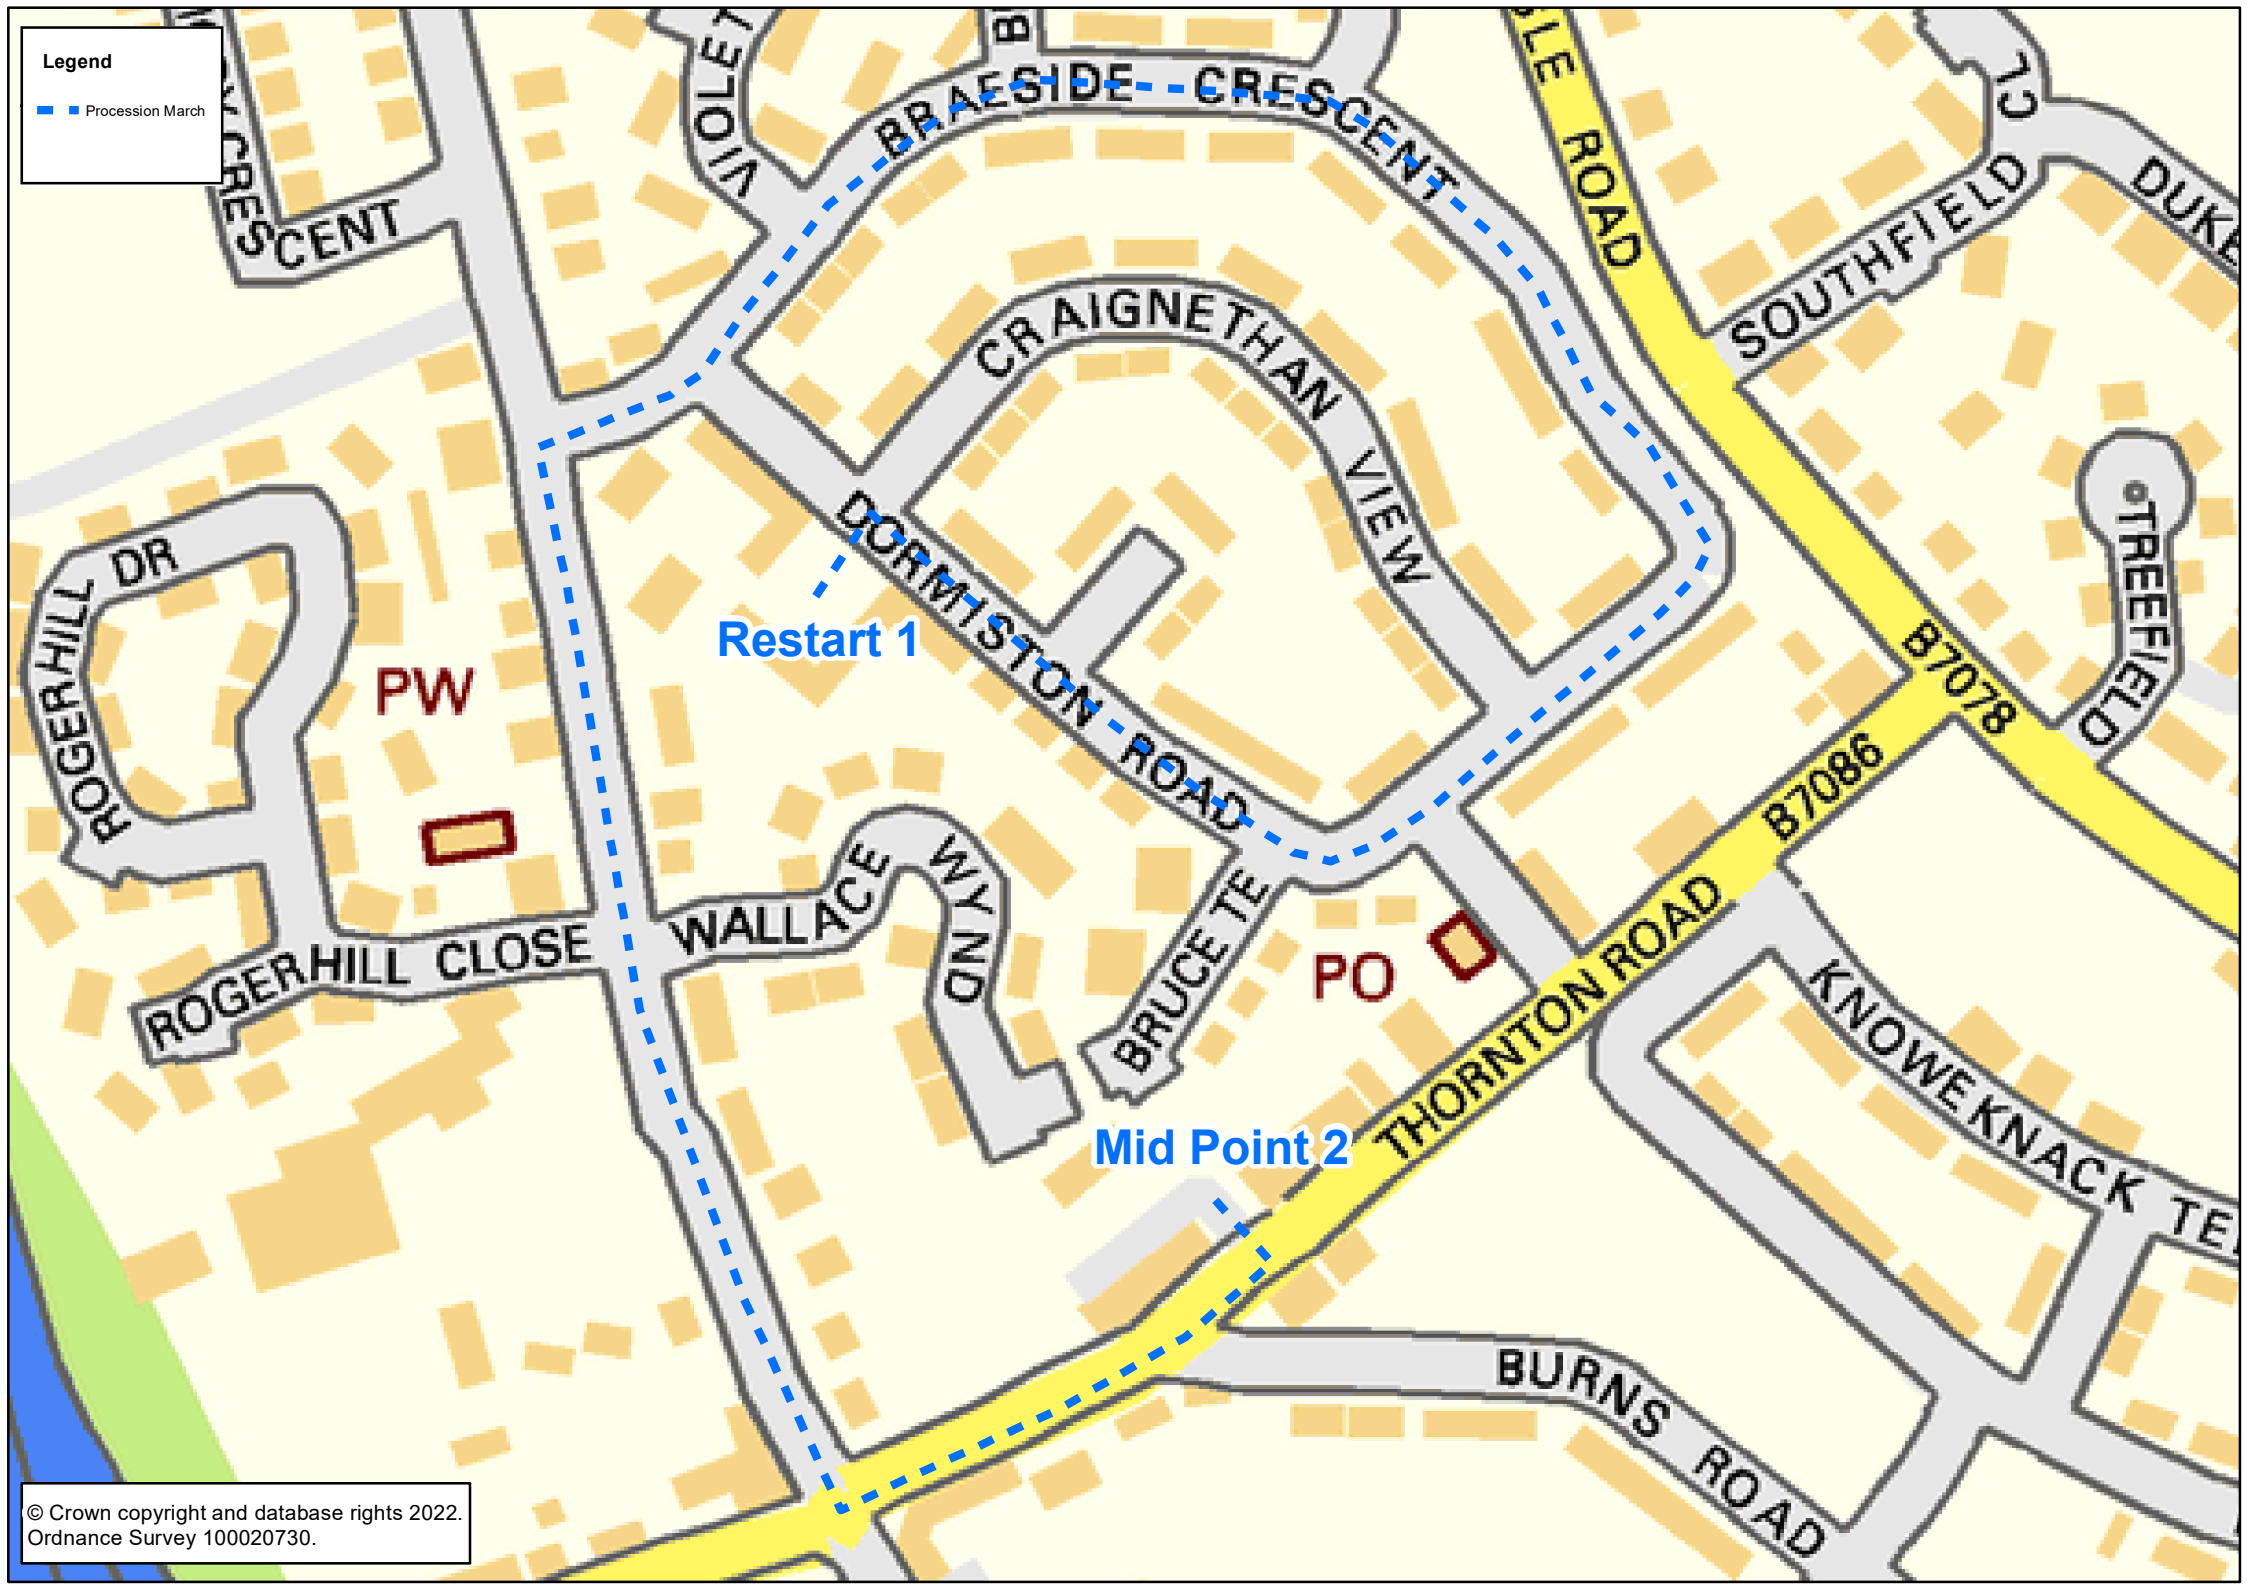 Legend
Procession March
CRES
CENT
VIOLET
BRAESIDE CRESCENT
ROAD
SOUTHFIELD
CL
DUKE
CRAIGNETHAN VIEW
DORMISTON ROAD
Restart 1
ROGERHILL DR
PW
TREEFIELD
B7078
B7086
ROGERHILL CLOSE
WALLACE WYND
BRUCE TE
PO
THORNTON ROAD
KNOWEKNACK TE
Mid Point 2
BURNS ROAD
© Crown copyright and database rights 2022.
Ordnance Survey 100020730.